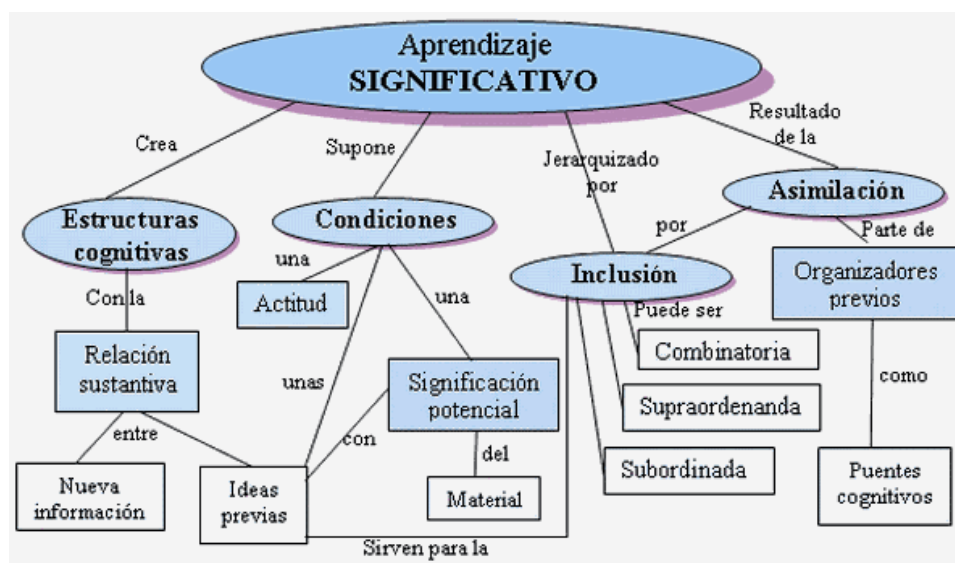 Aprendizaje
SIGNIFICATIVO
Crea
Supone
Jerarquizado
por
Resultado
de la
Estructuras
cognitivas
Condiciones
Asimilación
por
Parte de
Inclusión
una
Actitud
una
Con la
Organizadores
previos
Puede ser
Combinatoria
Relación
sustantiva
unas
Significación
potencial
como
Supraordenanda
entre
con
del
Subordinada
Nueva
información
Ideas
previas
Material
Puentes
cognitivos
Sirven para la